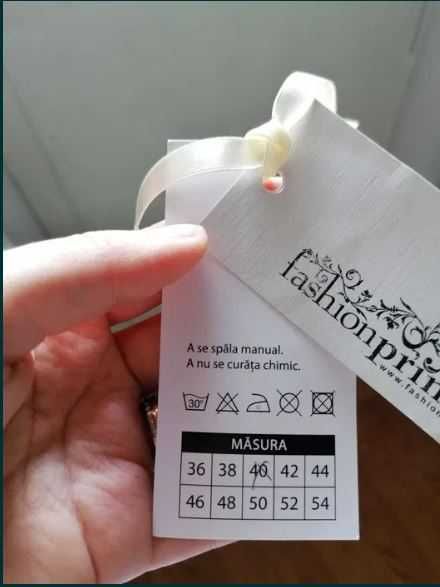 fashionprin
www.fashion
A se spăla manual.
A nu se curăța chimic.
30°
MĂSURA
36 38 40 42 44
46 48 50 52 54